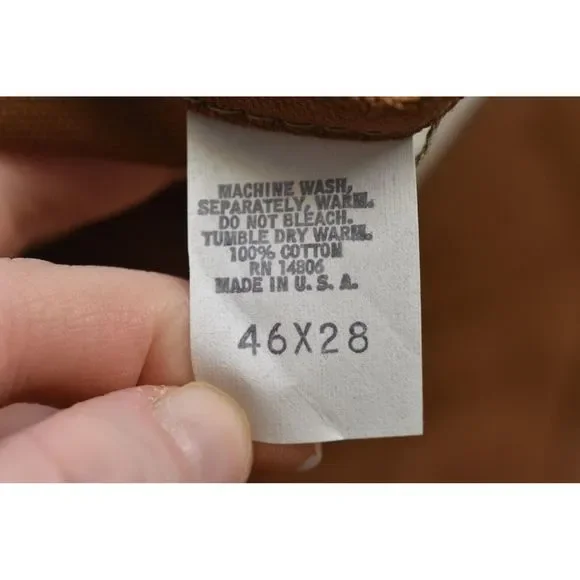 MACHINE WASH,
SEPARATELY, WARM.
DO NOT BLEACH.
TUMBLE DRY WARM.
100% COTTON
RN 14806
MADE IN U. S. A.
46X28